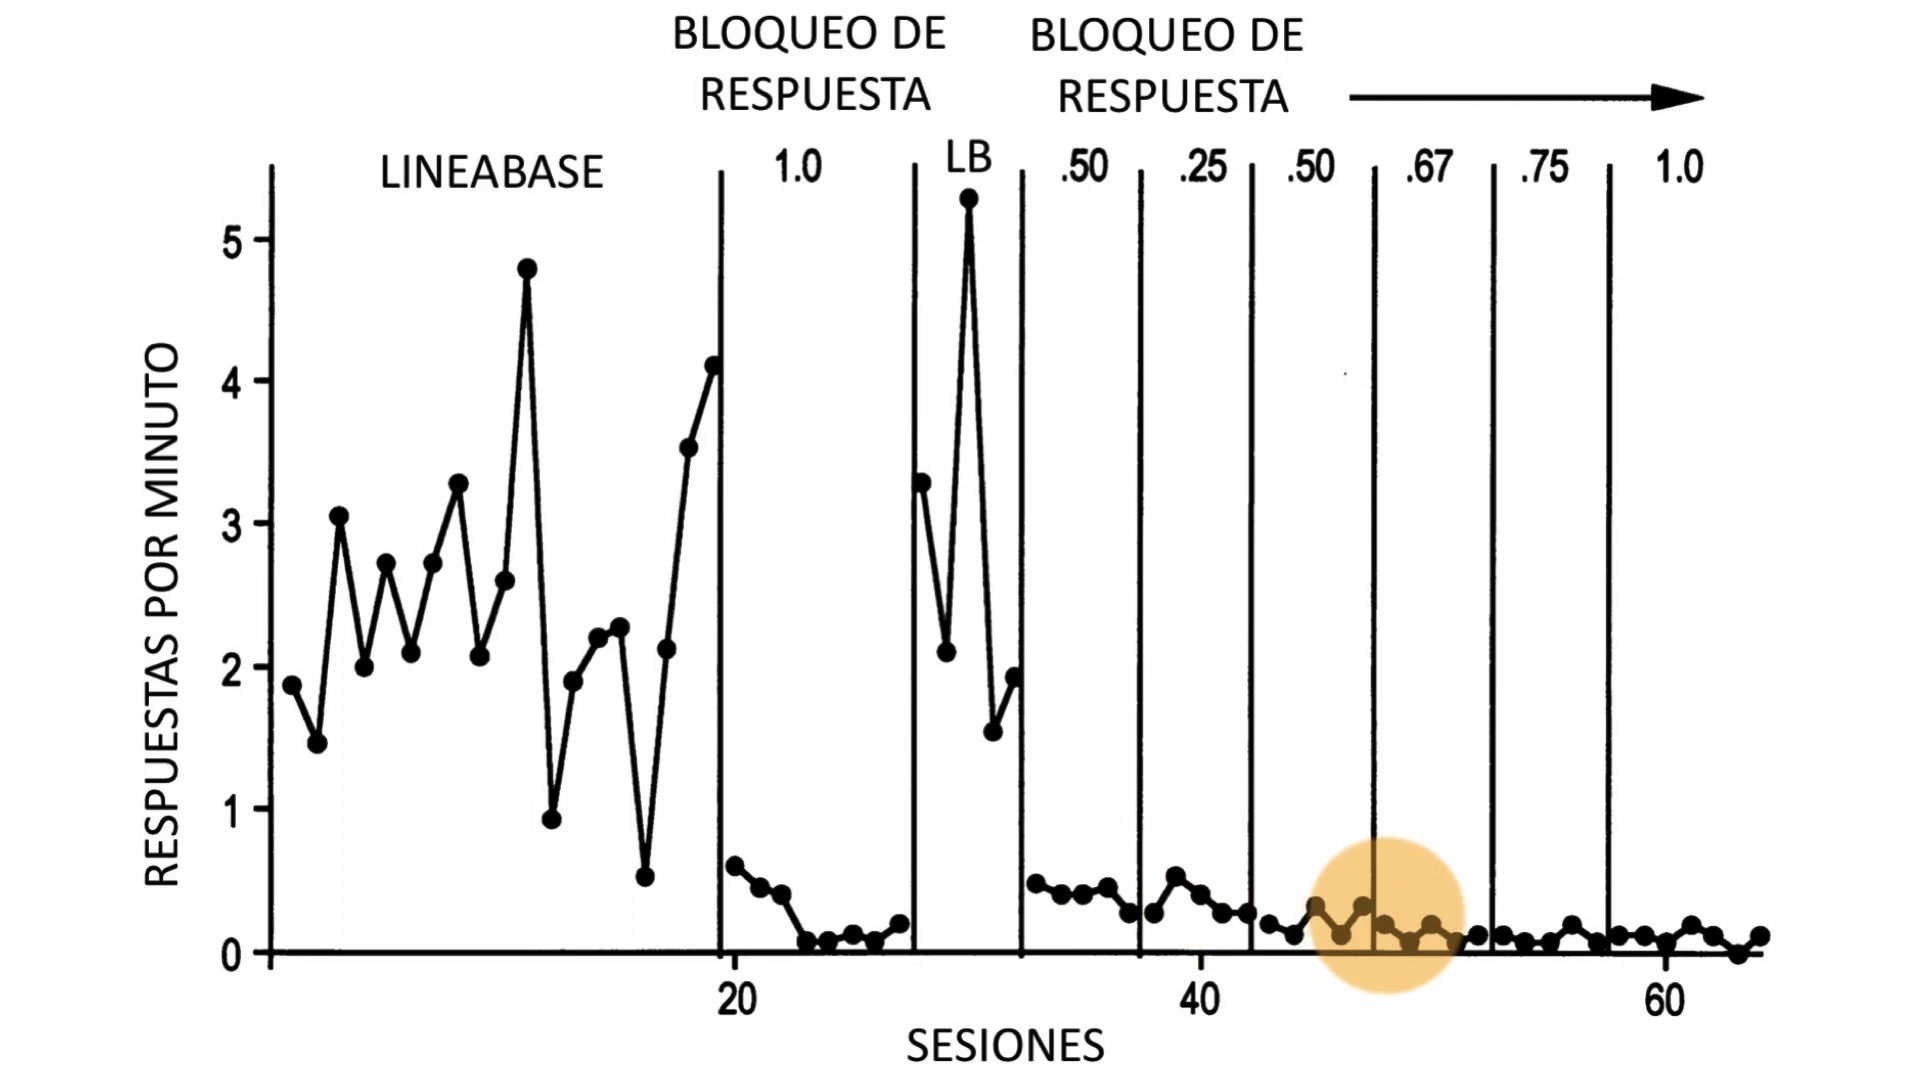 BLOQUEO DE
RESPUESTA
BLOQUEO DE
RESPUESTA
LINEABASE
1.0
LB
.50
.25
.50
.67
.75
1.0
5
4
3
2
1
0
RESPUESTAS POR MINUTO
20
40
60
SESIONES